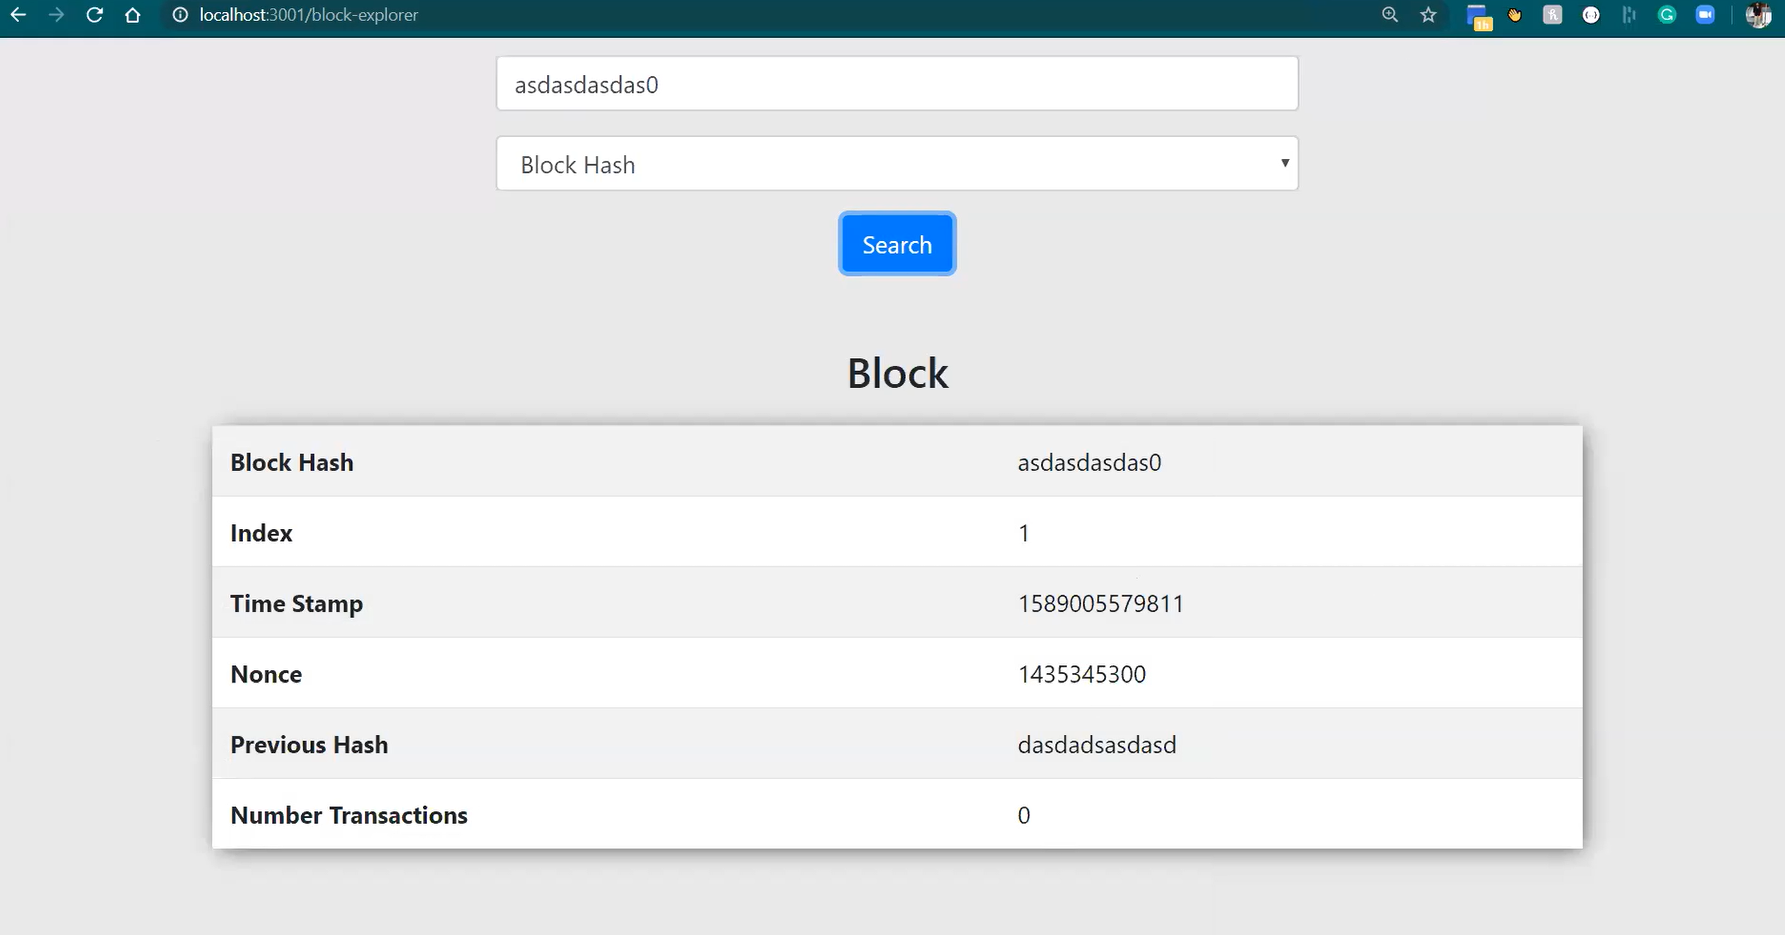 localhost:3001/block-explorer
1h
asdasdasdas0
Block Hash
Search
Block
Block Hash asdasdasdas0
Index 1
Time Stamp 1589005579811
Nonce 1435345300
Previous Hash dasdadsasdasd
Number Transactions 0